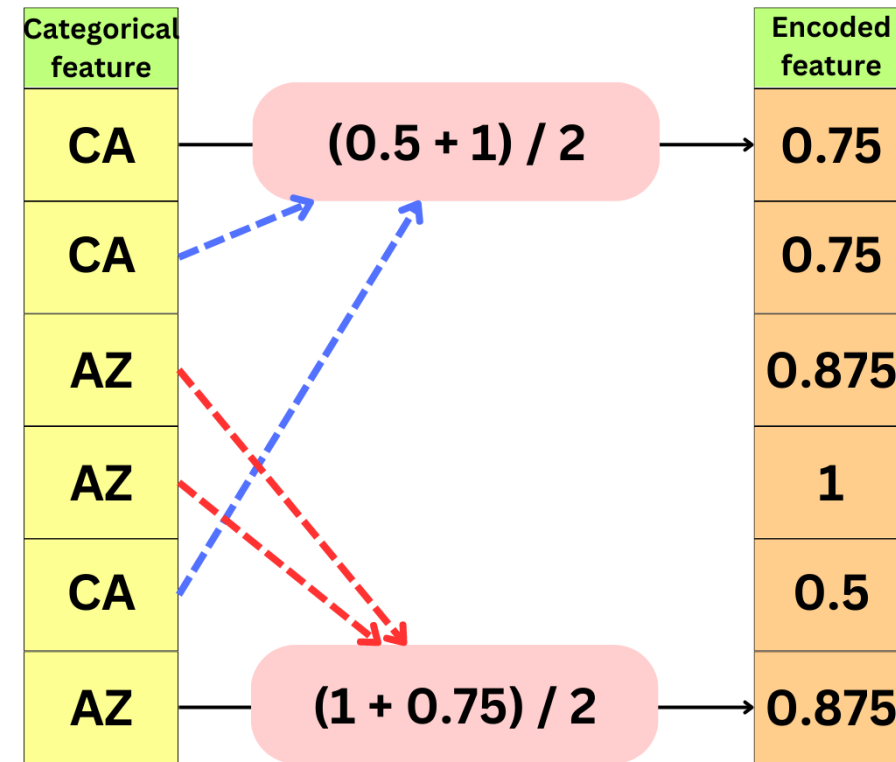 Categorical
feature
Encoded
feature
CA
(0.5 + 1) / 2
0.75
CA
0.75
AZ
0.875
AZ
1
CA
0.5
AZ
(1 + 0.75) / 2
0.875